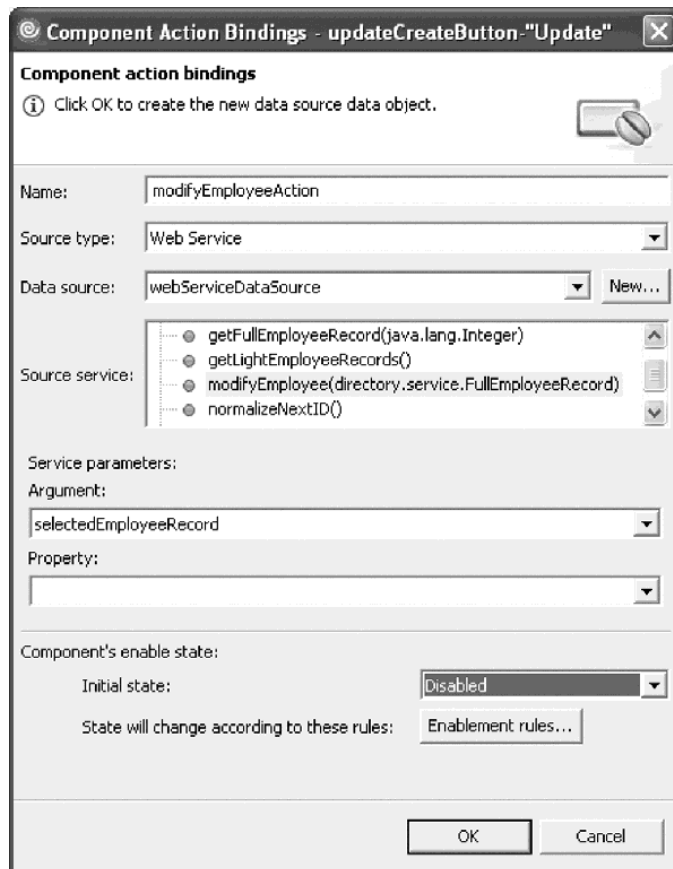 Component Action Bindings - updateCreateButton-"Update"
Component action bindings
Click OK to create the new data source data object.
Name: modifyEmployeeAction
Source type: Web Service
Data source: webServiceDataSource New...
getFullEmployeeRecord(java.lang.Integer)
getLightEmployeeRecords()
Source service: modifyEmployee(directory.service.FullEmployeeRecord)
normalizeNextID()
Service parameters:
Argument:
selectedEmployeeRecord
Property:
Component's enable state:
Initial state: Disabled
State will change according to these rules: Enablement rules...
OK Cancel